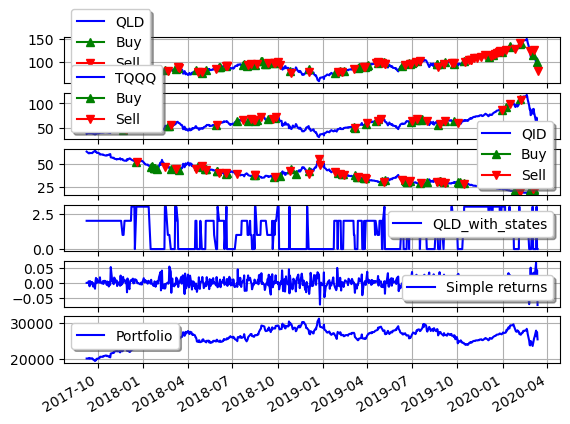 QLD
Buy
Sell
150
100
TQQQ
Buy
Sell
100
50
QID
Buy
Sell
50
25
QLD_with_states
2.5
0.0
Simple returns
0.05
0.00
−0.05
Portfolio
30000
20000
2017-10
2018-01
2018-04
2018-07
2018-10
2019-01
2019-04
2019-07
2019-10
2020-01
2020-04